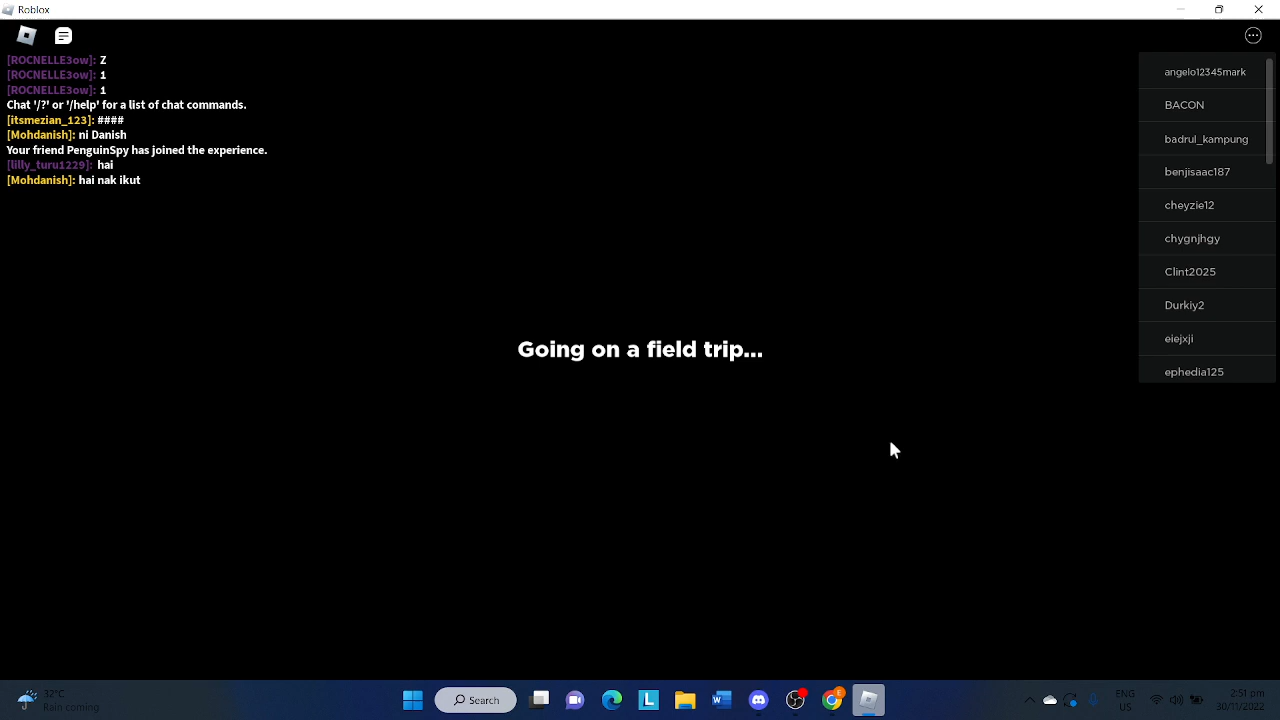 Roblox
[ROCNELLE3ow]: Z
[ROCNELLE3ow]: 1
[ROCNELLE3ow]: 1
Chat '/?' or '/help' for a list of chat commands.
[itsmezian_123]: ####
[Mohdanish]: ni Danish
Your friend PenguinSpy has joined the experience.
[lilly_turu1229]: hai
[Mohdanish]: hai nak ikut
angelo12345mark
BACON
badrul_kampung
benjisaac187
cheyzie12
chygnjhgy
Clint2025
Durkiy2
eiejxji
ephedia125
Going on a field trip...
32°C
Rain coming
Search
L
W
E
ENG
US
2:51 pm
30/11/2022